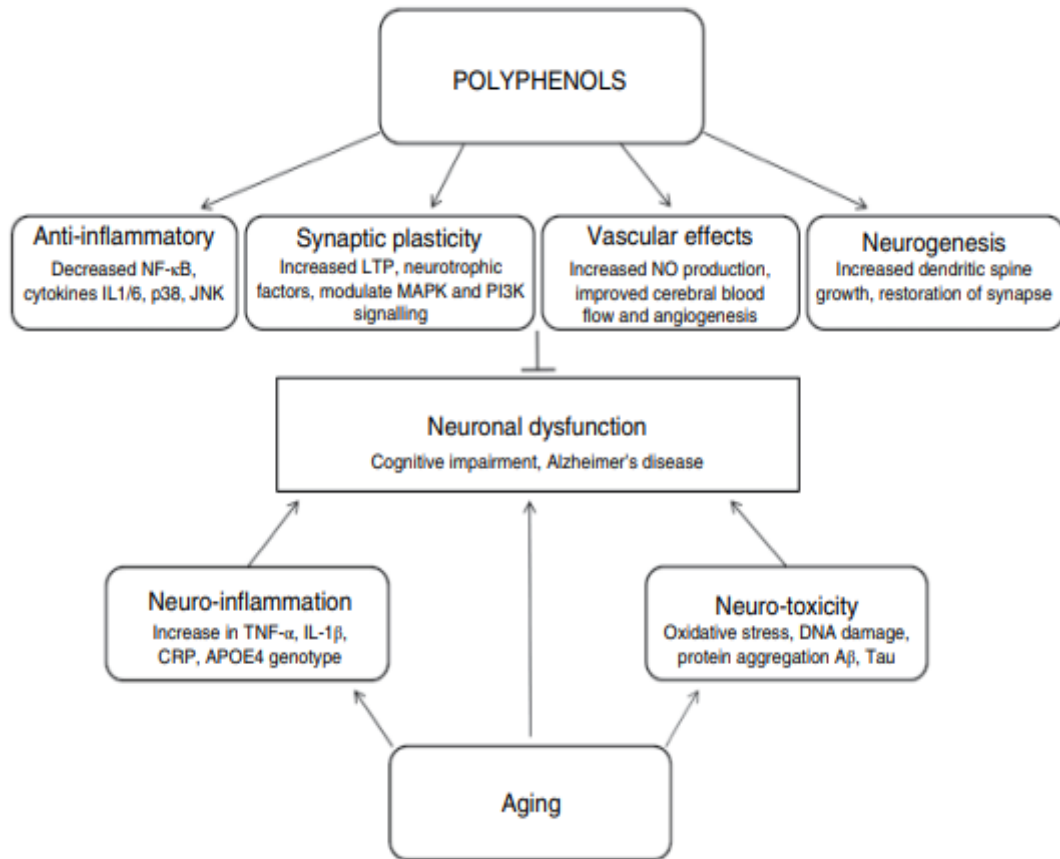 POLYPHENOLS
Anti-inflammatory
Decreased NF-κB,
cytokines IL1/6, p38, JNK
Synaptic plasticity
Increased LTP, neurotrophic
factors, modulate MAPK and PI3K
signalling
Vascular effects
Increased NO production,
improved cerebral blood
flow and angiogenesis
Neurogenesis
Increased dendritic spine
growth, restoration of synapse
Neuronal dysfunction
Cognitive impairment, Alzheimer's disease
Neuro-inflammation
Increase in TNF-α, IL-1β,
CRP, APOE4 genotype
Neuro-toxicity
Oxidative stress, DNA damage,
protein aggregation Aβ, Tau
Aging